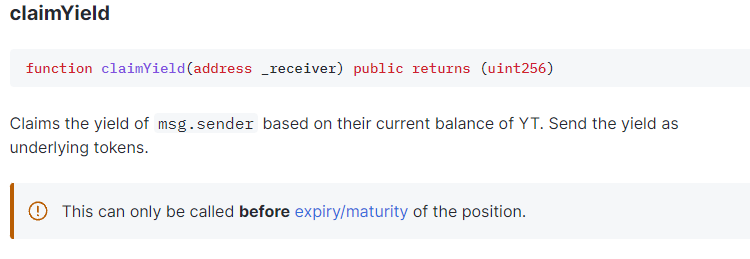 claimYield
function claimYield(address _receiver) public returns (uint256)
Claims the yield of msg.sender based on their current balance of YT. Send the yield as
underlying tokens.
This can only be called before expiry/maturity of the position.